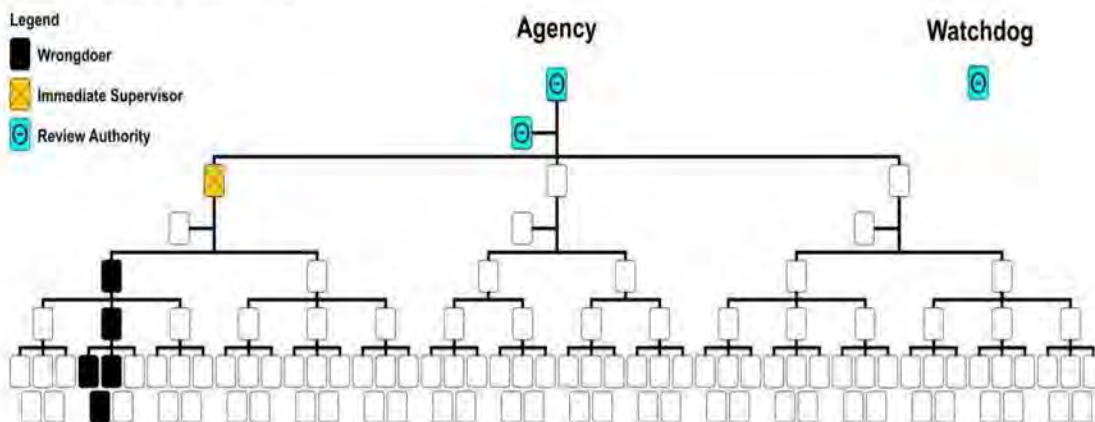 Legend
Wrongdoer
Immediate Supervisor
Review Authority
Agency
Watchdog